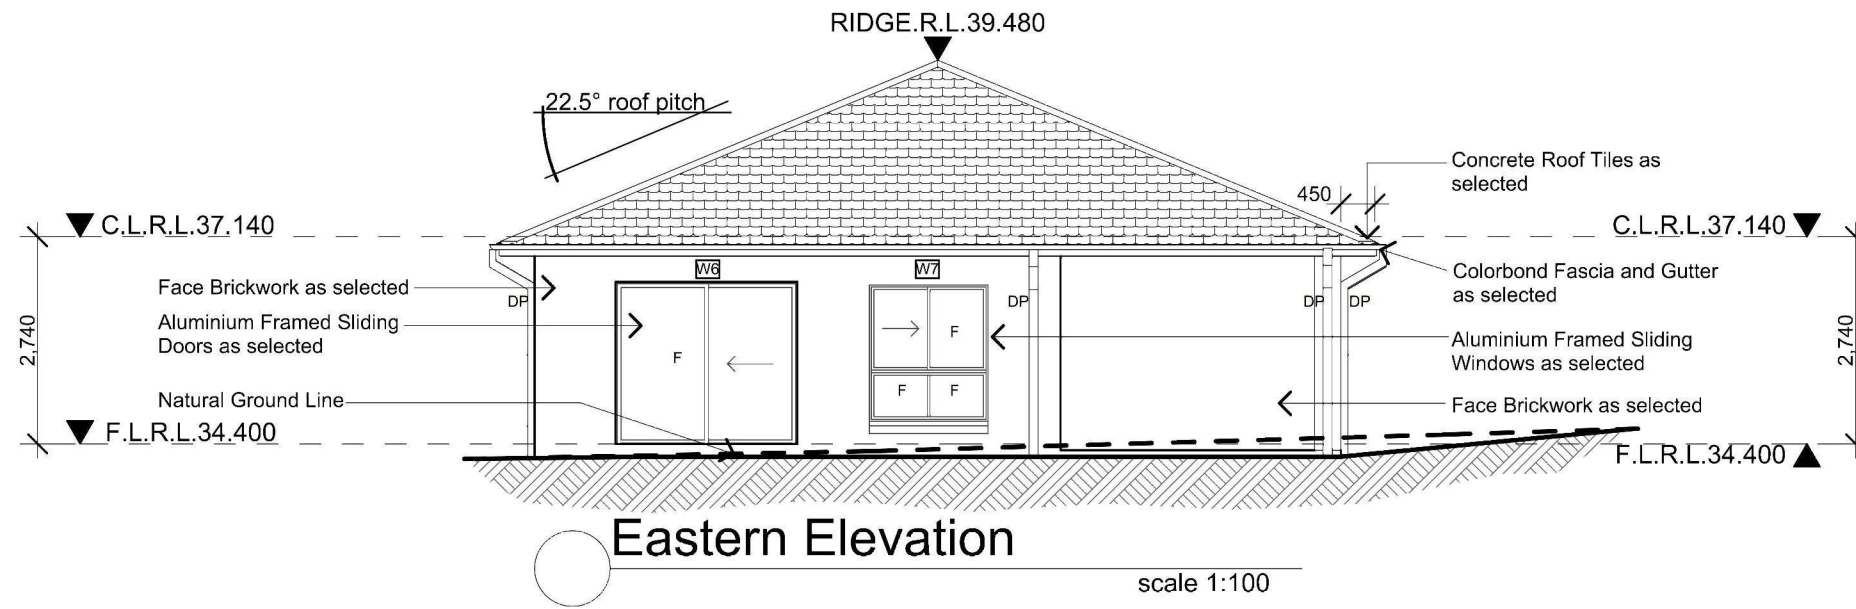 RIDGE.R.L.39.480
22.5° roof pitch
Concrete Roof Tiles as
selected
450
C.L.R.L.37.140
C.L.R.L.37.140
W6
W7
Colorbond Fascia and Gutter
as selected
Face Brickwork as selected
DP
DP
DP
DP
Aluminium Framed Sliding
Doors as selected
2,740
F
F
Aluminium Framed Sliding
Windows as selected
2,740
F
F
Natural Ground Line
Face Brickwork as selected
F.L.R.L.34.400
F.L.R.L.34.400
Eastern Elevation
scale 1:100